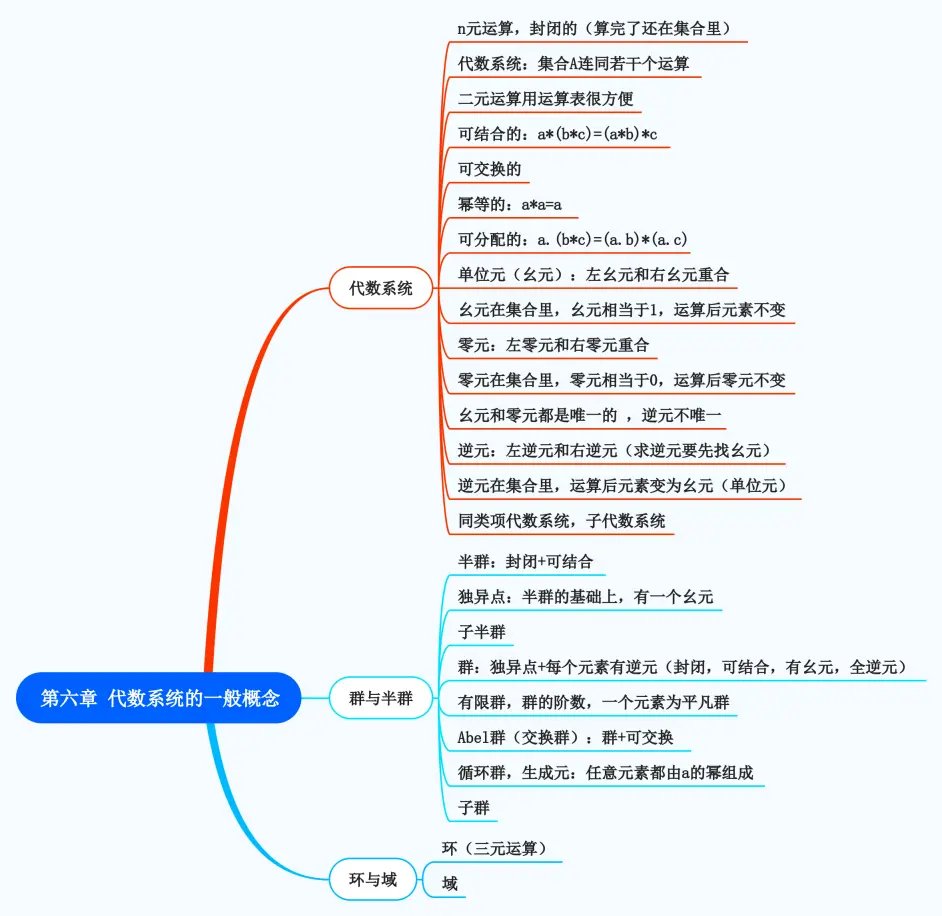 n元运算，封闭的（算完了还在集合里）
代数系统：集合A连同若干个运算
二元运算用运算表很方便
可结合的：a*(b*c)=(a*b)*c
可交换的
幂等的：a*a=a
可分配的：a.(b*c)=(a.b)*(a.c)
代数系统
单位元（幺元）：左幺元和右幺元重合
幺元在集合里，幺元相当于1，运算后元素不变
零元：左零元和右零元重合
零元在集合里，零元相当于0，运算后零元不变
幺元和零元都是唯一的 ，逆元不唯一
逆元：左逆元和右逆元（求逆元要先找幺元）
逆元在集合里，运算后元素变为幺元（单位元）
同类项代数系统，子代数系统
半群：封闭+可结合
独异点：半群的基础上，有一个幺元
子半群
群：独异点+每个元素有逆元（封闭，可结合，有幺元，全逆元）
第六章 代数系统的一般概念
群与半群
有限群，群的阶数，一个元素为平凡群
Abel群（交换群）：群+可交换
循环群，生成元：任意元素都由a的幂组成
子群
环与域
环（三元运算）
域